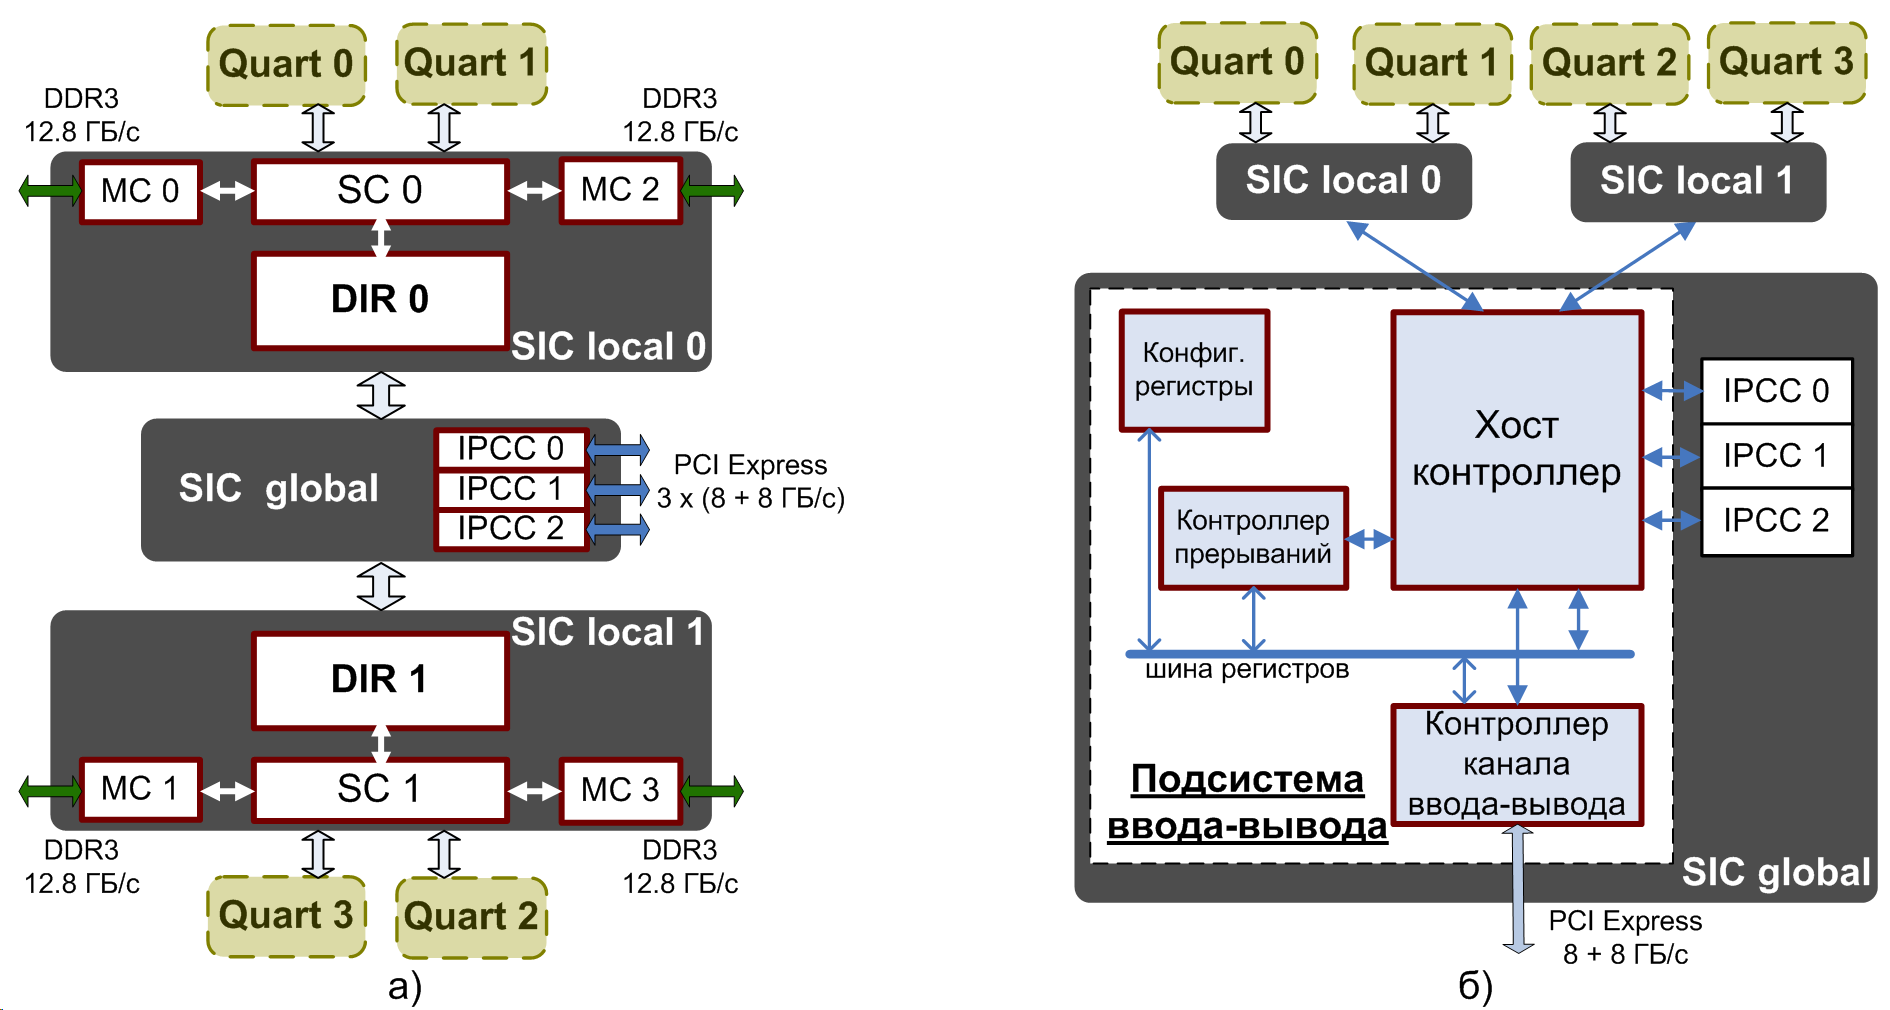 Quart 0
Quart 1
DDR3
12.8 ГБ/с
DDR3
12.8 ГБ/с
MC 0
SC 0
MC 2
DIR 0
SIC local 0
SIC global
IPCC 0
IPCC 1
IPCC 2
PCI Express
3 x (8 + 8 ГБ/с)
SIC local 1
DIR 1
MC 1
SC 1
MC 3
DDR3
12.8 ГБ/с
DDR3
12.8 ГБ/с
Quart 3
Quart 2
а)
Quart 0
Quart 1
Quart 2
Quart 3
SIC local 0
SIC local 1
Конфиг.
регистры
Хост
контроллер
IPCC 0
IPCC 1
IPCC 2
Контроллер
прерываний
шина регистров
Контроллер
канала
ввода-вывода
Подсистема
ввода-вывода
SIC global
PCI Express
8 + 8 ГБ/с
б)